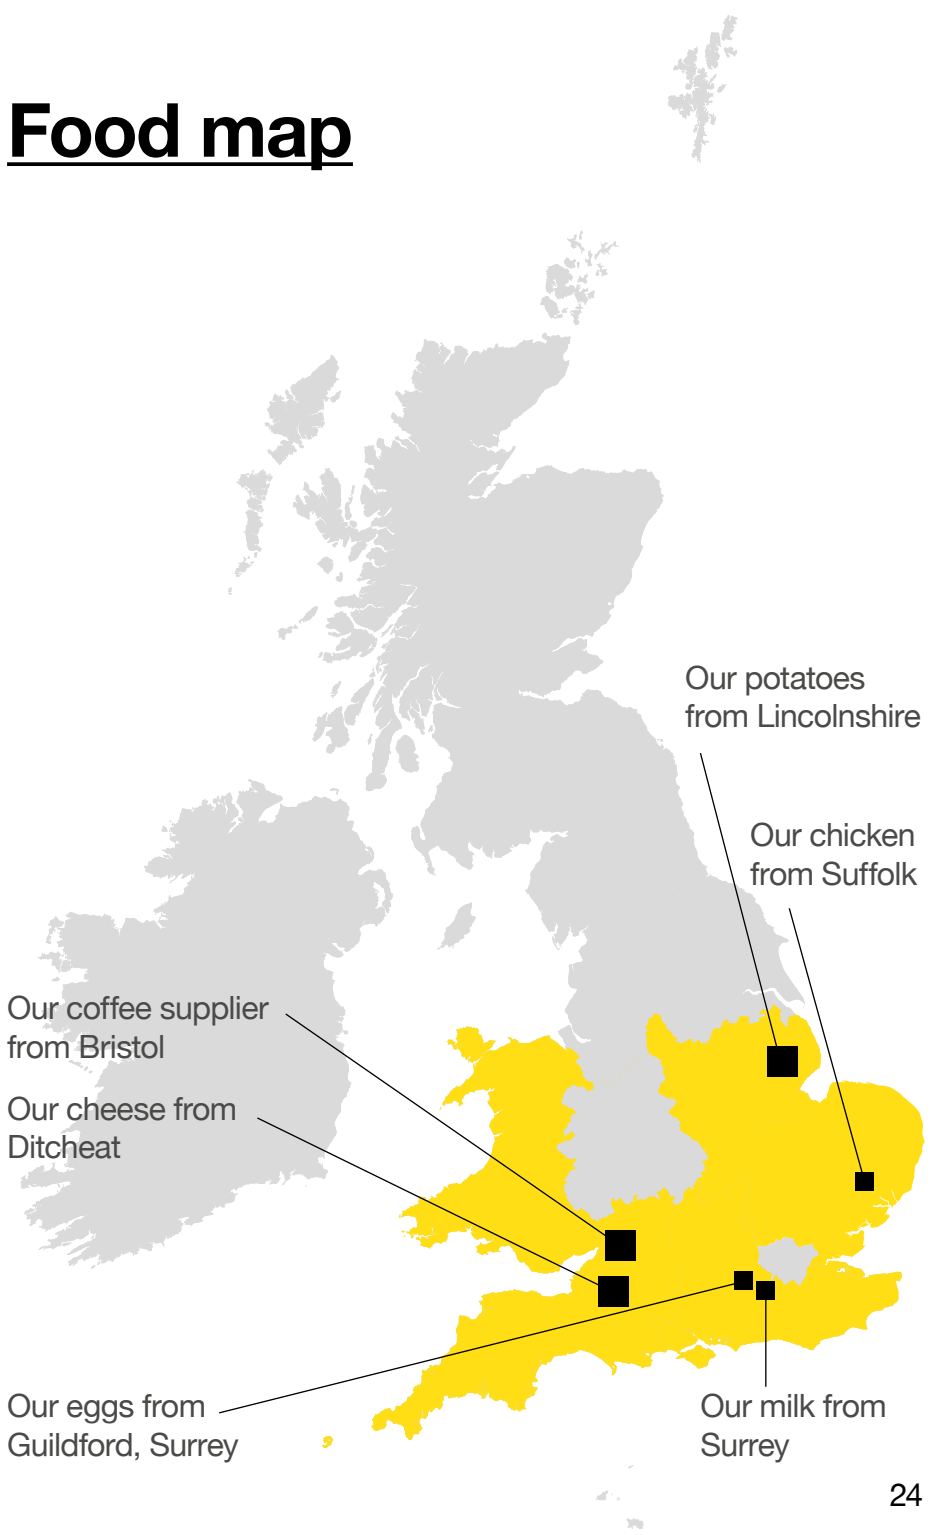 Food map
Our potatoes
from Lincolnshire
Our chicken
from Suffolk
Our coffee supplier
from Bristol
Our cheese from
Ditcheat
Our eggs from
Guildford, Surrey
Our milk from
Surrey
24